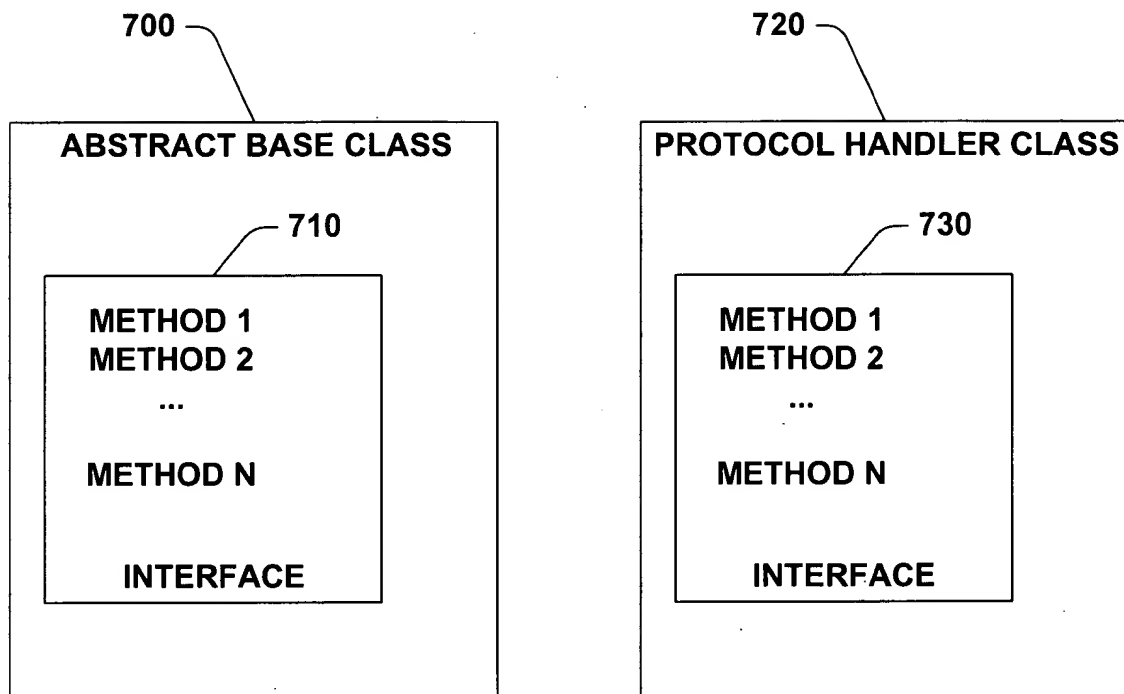 700
720
ABSTRACT BASE CLASS
PROTOCOL HANDLER CLASS
710
730
METHOD 1
METHOD 2
...
METHOD N
INTERFACE
METHOD 1
METHOD 2
...
METHOD N
INTERFACE